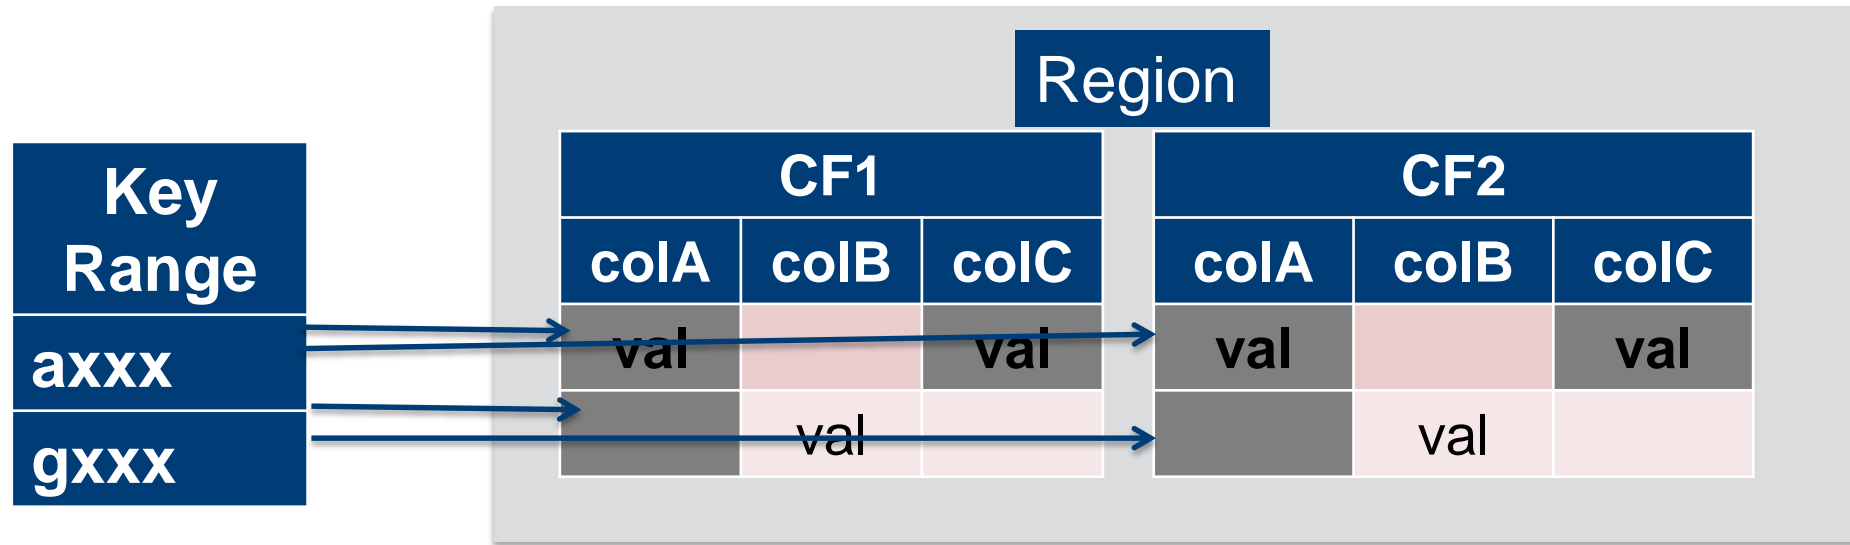 Region
Key
Range
axxx
gxxx
CF1
colA colB colC
val val
val
CF2
colA colB colC
val val
val